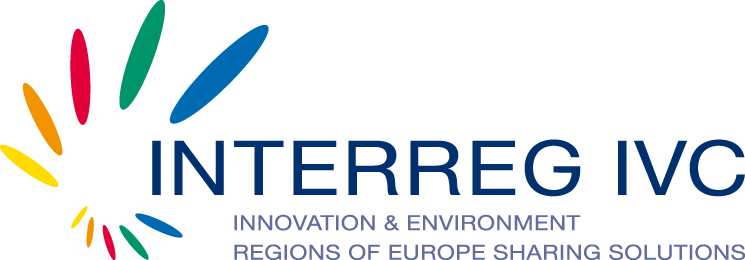 INTERREG IVC
INNOVATION & ENVIRONMENT
REGIONS OF EUROPE SHARING SOLUTIONS